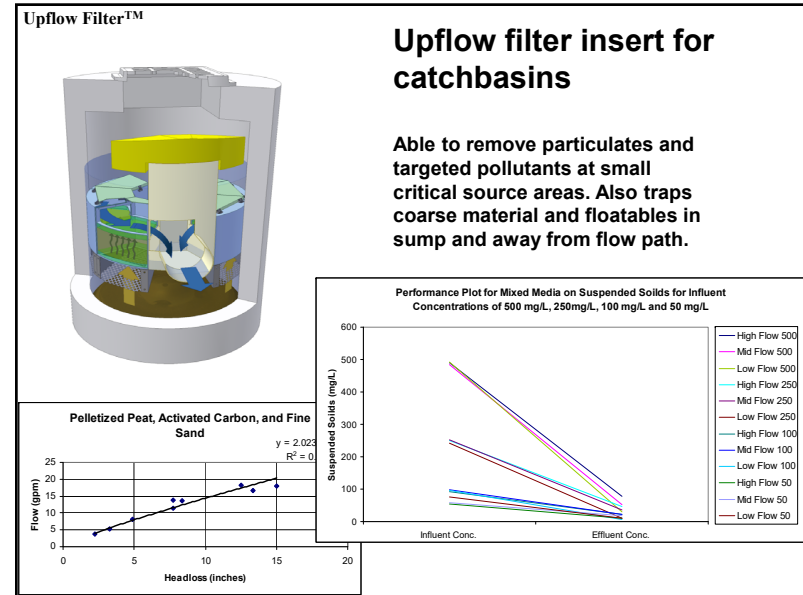 Upflow Filter™
Upflow filter insert for
catchbasins
Able to remove particulates and
targeted pollutants at small
critical source areas. Also traps
coarse material and floatables in
sump and away from flow path.
Performance Plot for Mixed Media on Suspended Soilds for Influent
Concentrations of 500 mg/L, 250mg/L, 100 mg/L and 50 mg/L
Suspended Soilds (mg/L)
600
500
400
300
200
100
0
Influent Conc.
Effluent Conc.
High Flow 500
Mid Flow 500
Low Flow 500
High Flow 250
Mid Flow 250
Low Flow 250
High Flow 100
Mid Flow 100
Low Flow 100
High Flow 50
Mid Flow 50
Low Flow 50
Pelletized Peat, Activated Carbon, and Fine
Sand
y = 2.023
R² = 0.
Flow (gpm)
25
20
15
10
5
0
0 5 10 15 20
Headloss (inches)